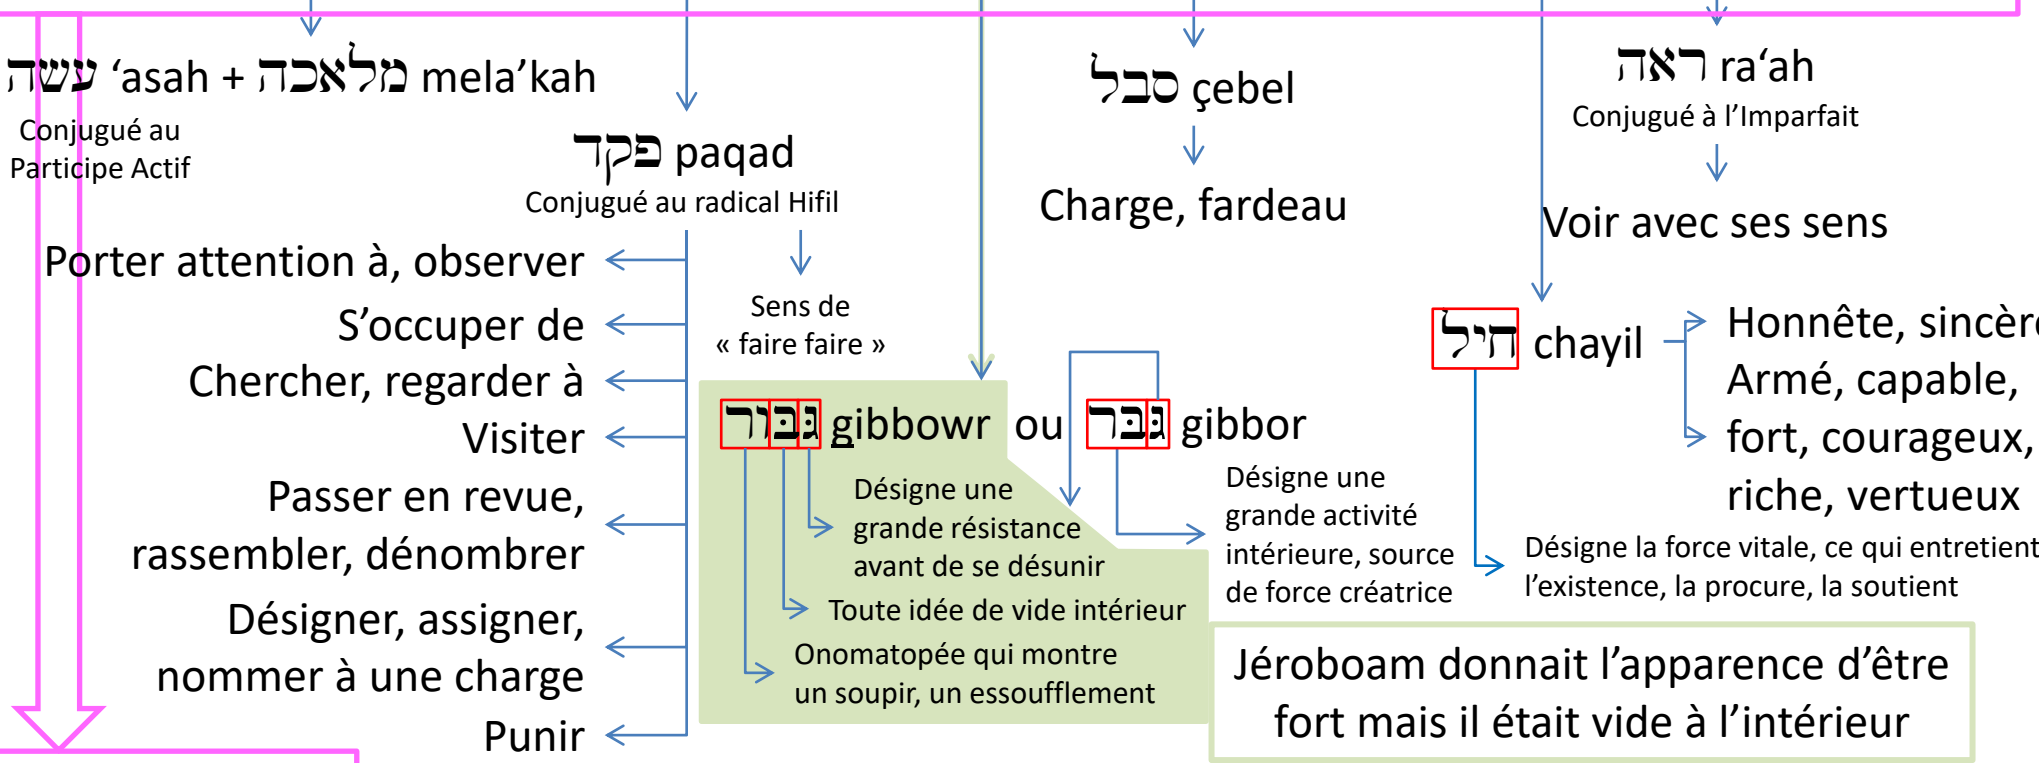 עשה ‘asah + מלאכה mela’kah
Conjugué au
Participe Actif
פקד paqad
Conjugué au radical Hifil
Porter attention à, observer
S’occuper de
Chercher, regarder à
Visiter
Passer en revue,
rassembler, dénombrer
Désigner, assigner,
nommer à une charge
Punir
Sens de
« faire faire »
גּבּור gibbowr ou גּבּר gibbor
Désigne une
grande résistance
avant de se désunir
Toute idée de vide intérieur
Onomatopée qui montre
un soupir, un essoufflement
Désigne une
grande activité
intérieure, source
de force créatrice
סבל çebel
Charge, fardeau
ראה ra‘ah
Conjugué à l’Imparfait
Voir avec ses sens
חיל chayil
Honnête, sincère
Armé, capable,
fort, courageux,
riche, vertueux
Désigne la force vitale, ce qui entretient
l’existence, la procure, la soutient
Jéroboam donnait l’apparence d’être
fort mais il était vide à l’intérieur